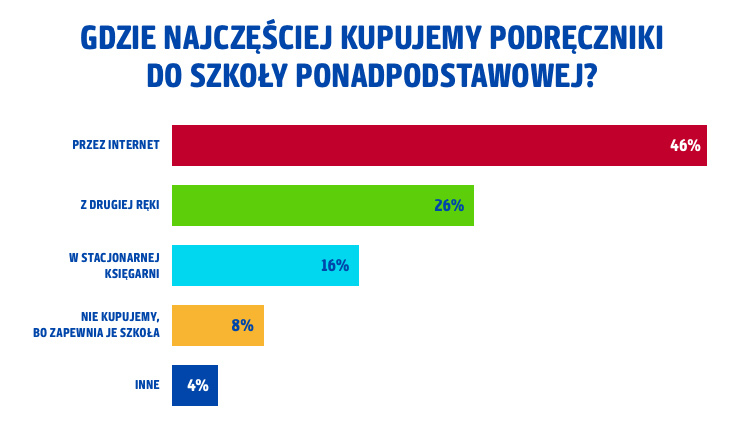 GDZIE NAJCZĘŚCIEJ KUPUJEMY PODRĘCZNIKI
DO SZKOŁY PONADPODSTAWOWEJ?
PRZEZ INTERNET
46%
Z DRUGIEJ RĘKI
26%
W STACJONARNEJ
KSIĘGARNI
16%
NIE KUPUJEMY,
BO ZAPEWNIA JE SZKOŁA
8%
INNE
4%